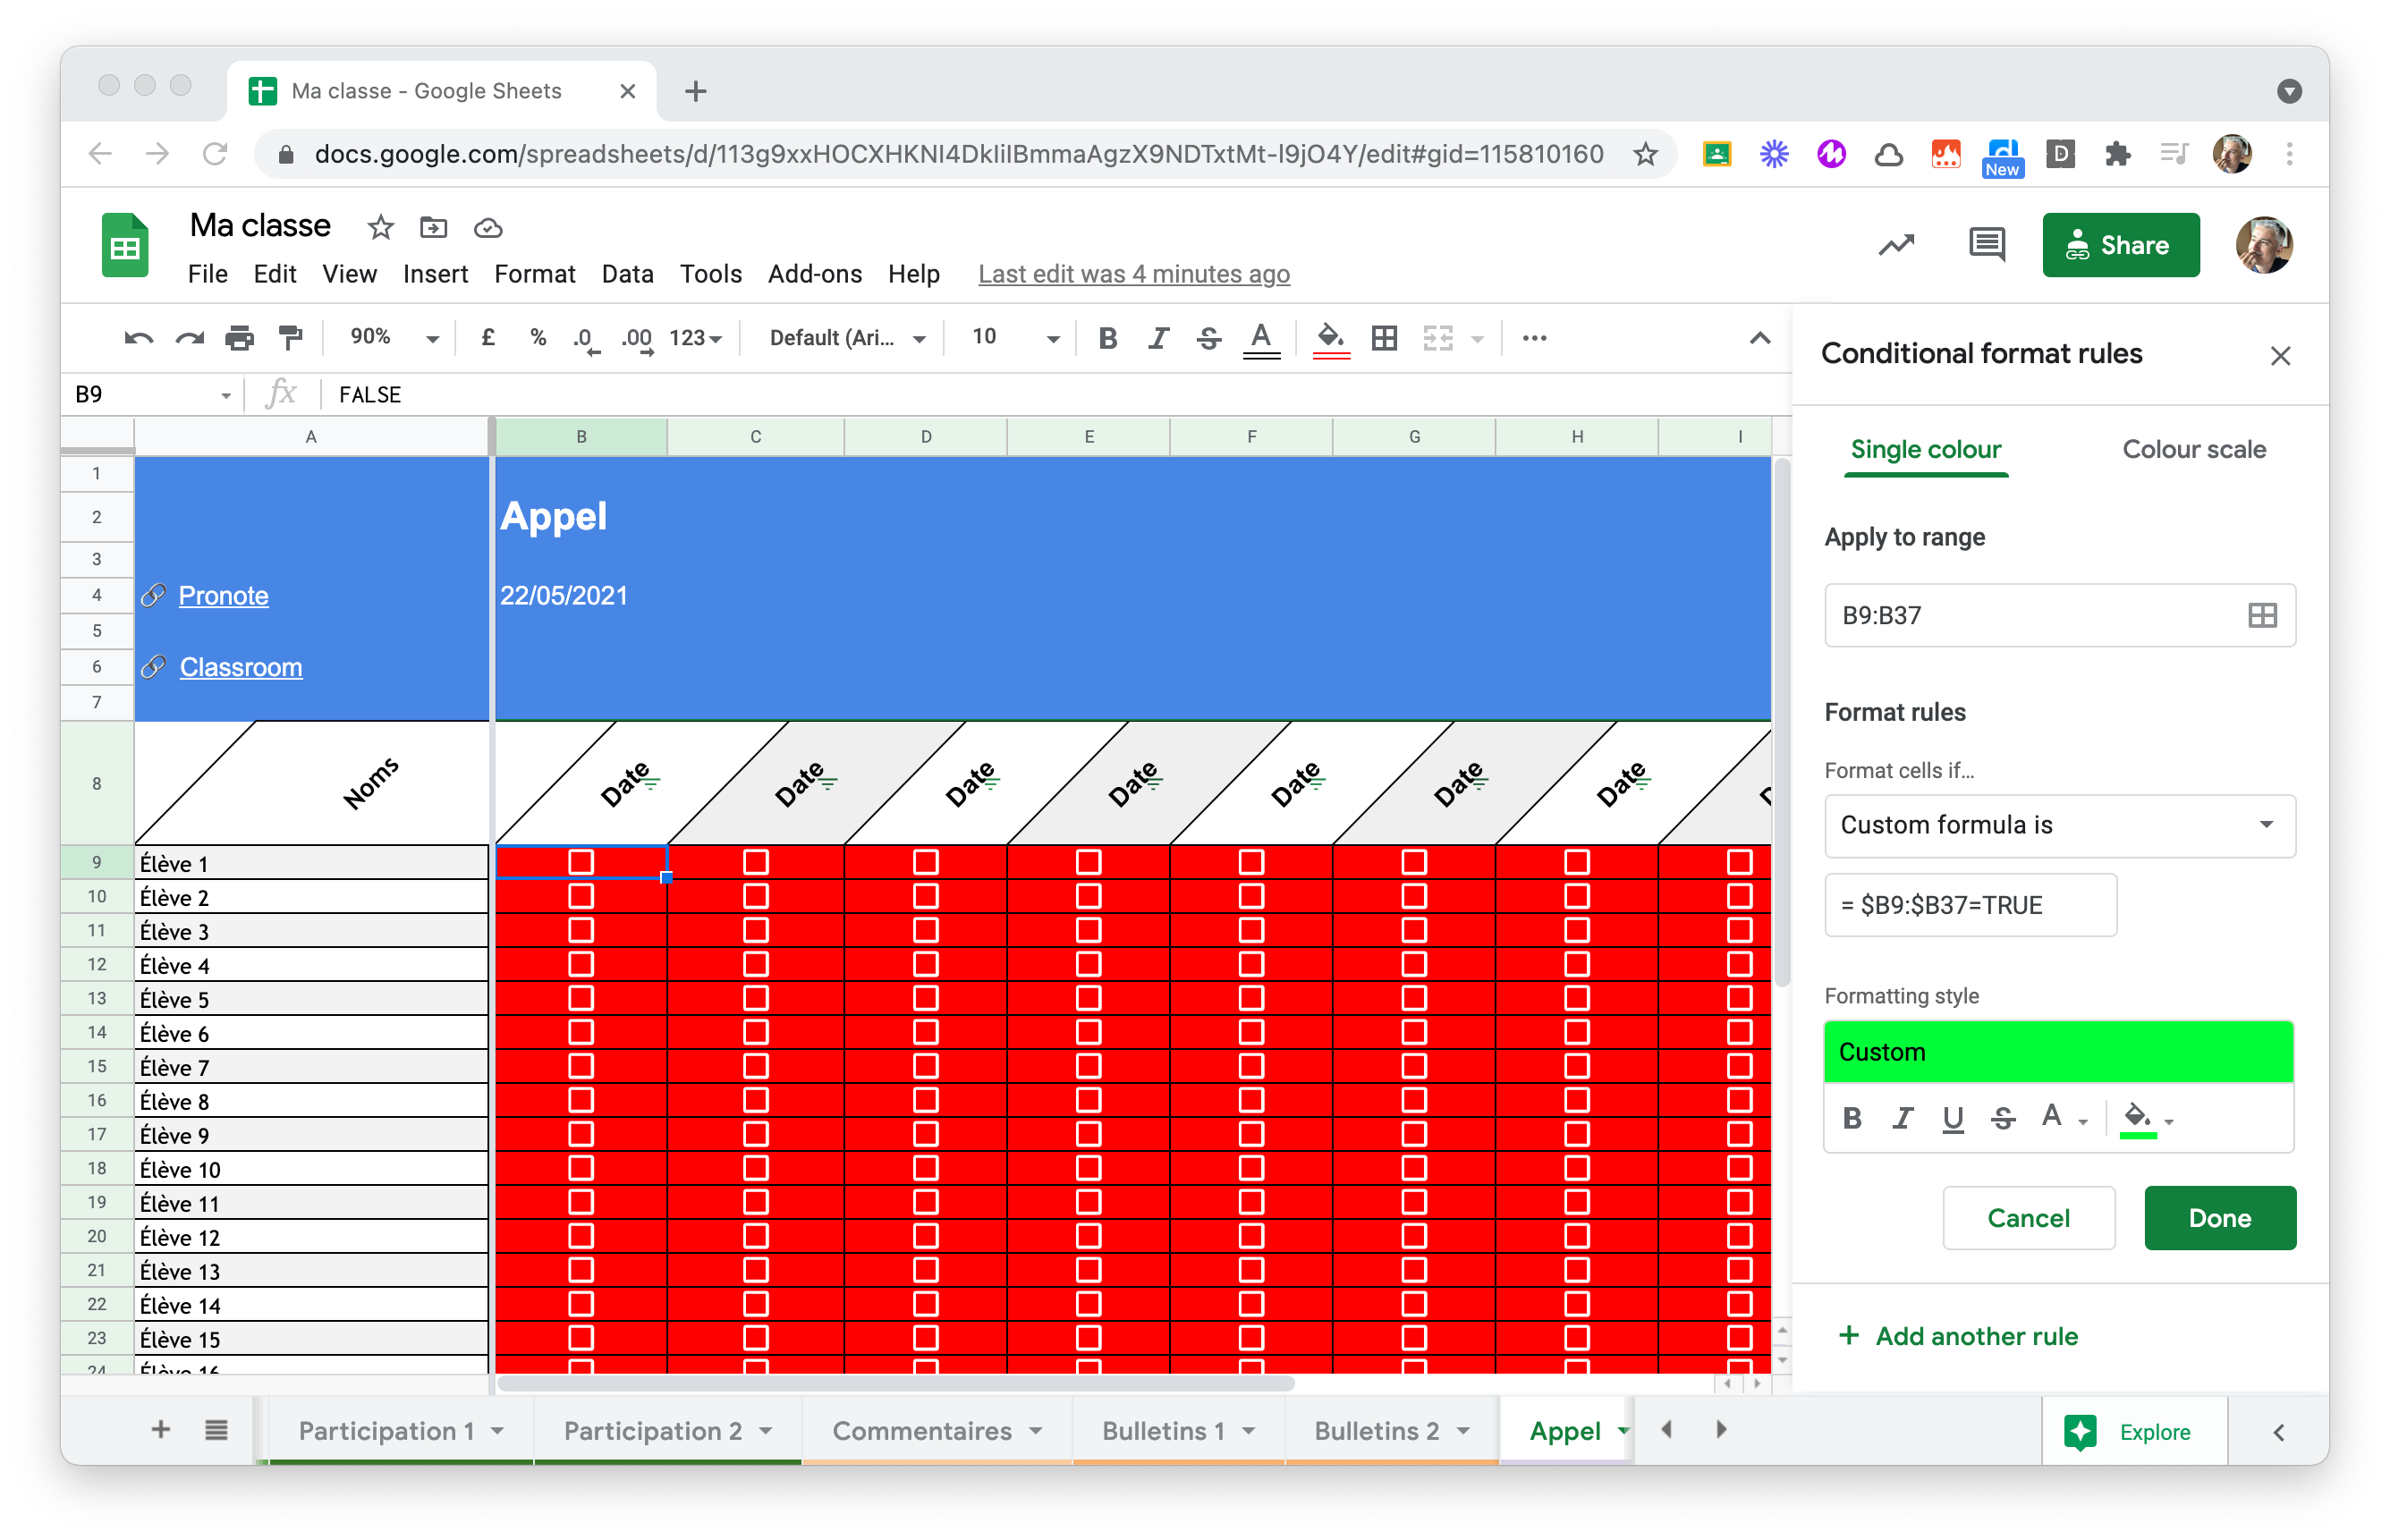 Ma classe - Google Sheets
docs.google.com/spreadsheets/d/113g9xxHOCXHKNI4DkIiIBmmaAgzX9NDTxtMt-I9jO4Y/edit#gid=115810160
New
Ma classe
File Edit View Insert Format Data Tools Add-ons Help Last edit was 4 minutes ago
Share
90% £ % .0 .00 123 Default (Ari... 10 B I S A
B9 fx FALSE
A B C D E F G H I
1
2 Appel
3
4 Pronote 22/05/2021
5
6 Classroom
7
8 Noms Date Date Date Date Date Date Date
9 Élève 1
10 Élève 2
11 Élève 3
12 Élève 4
13 Élève 5
14 Élève 6
15 Élève 7
16 Élève 8
17 Élève 9
18 Élève 10
19 Élève 11
20 Élève 12
21 Élève 13
22 Élève 14
23 Élève 15
24 Élève 16
Participation 1 Participation 2 Commentaires Bulletins 1 Bulletins 2 Appel
Explore
Conditional format rules
Single colour Colour scale
Apply to range
B9:B37
Format rules
Format cells if...
Custom formula is
= $B9:$B37=TRUE
Formatting style
Custom
B I U S A
Cancel Done
+ Add another rule